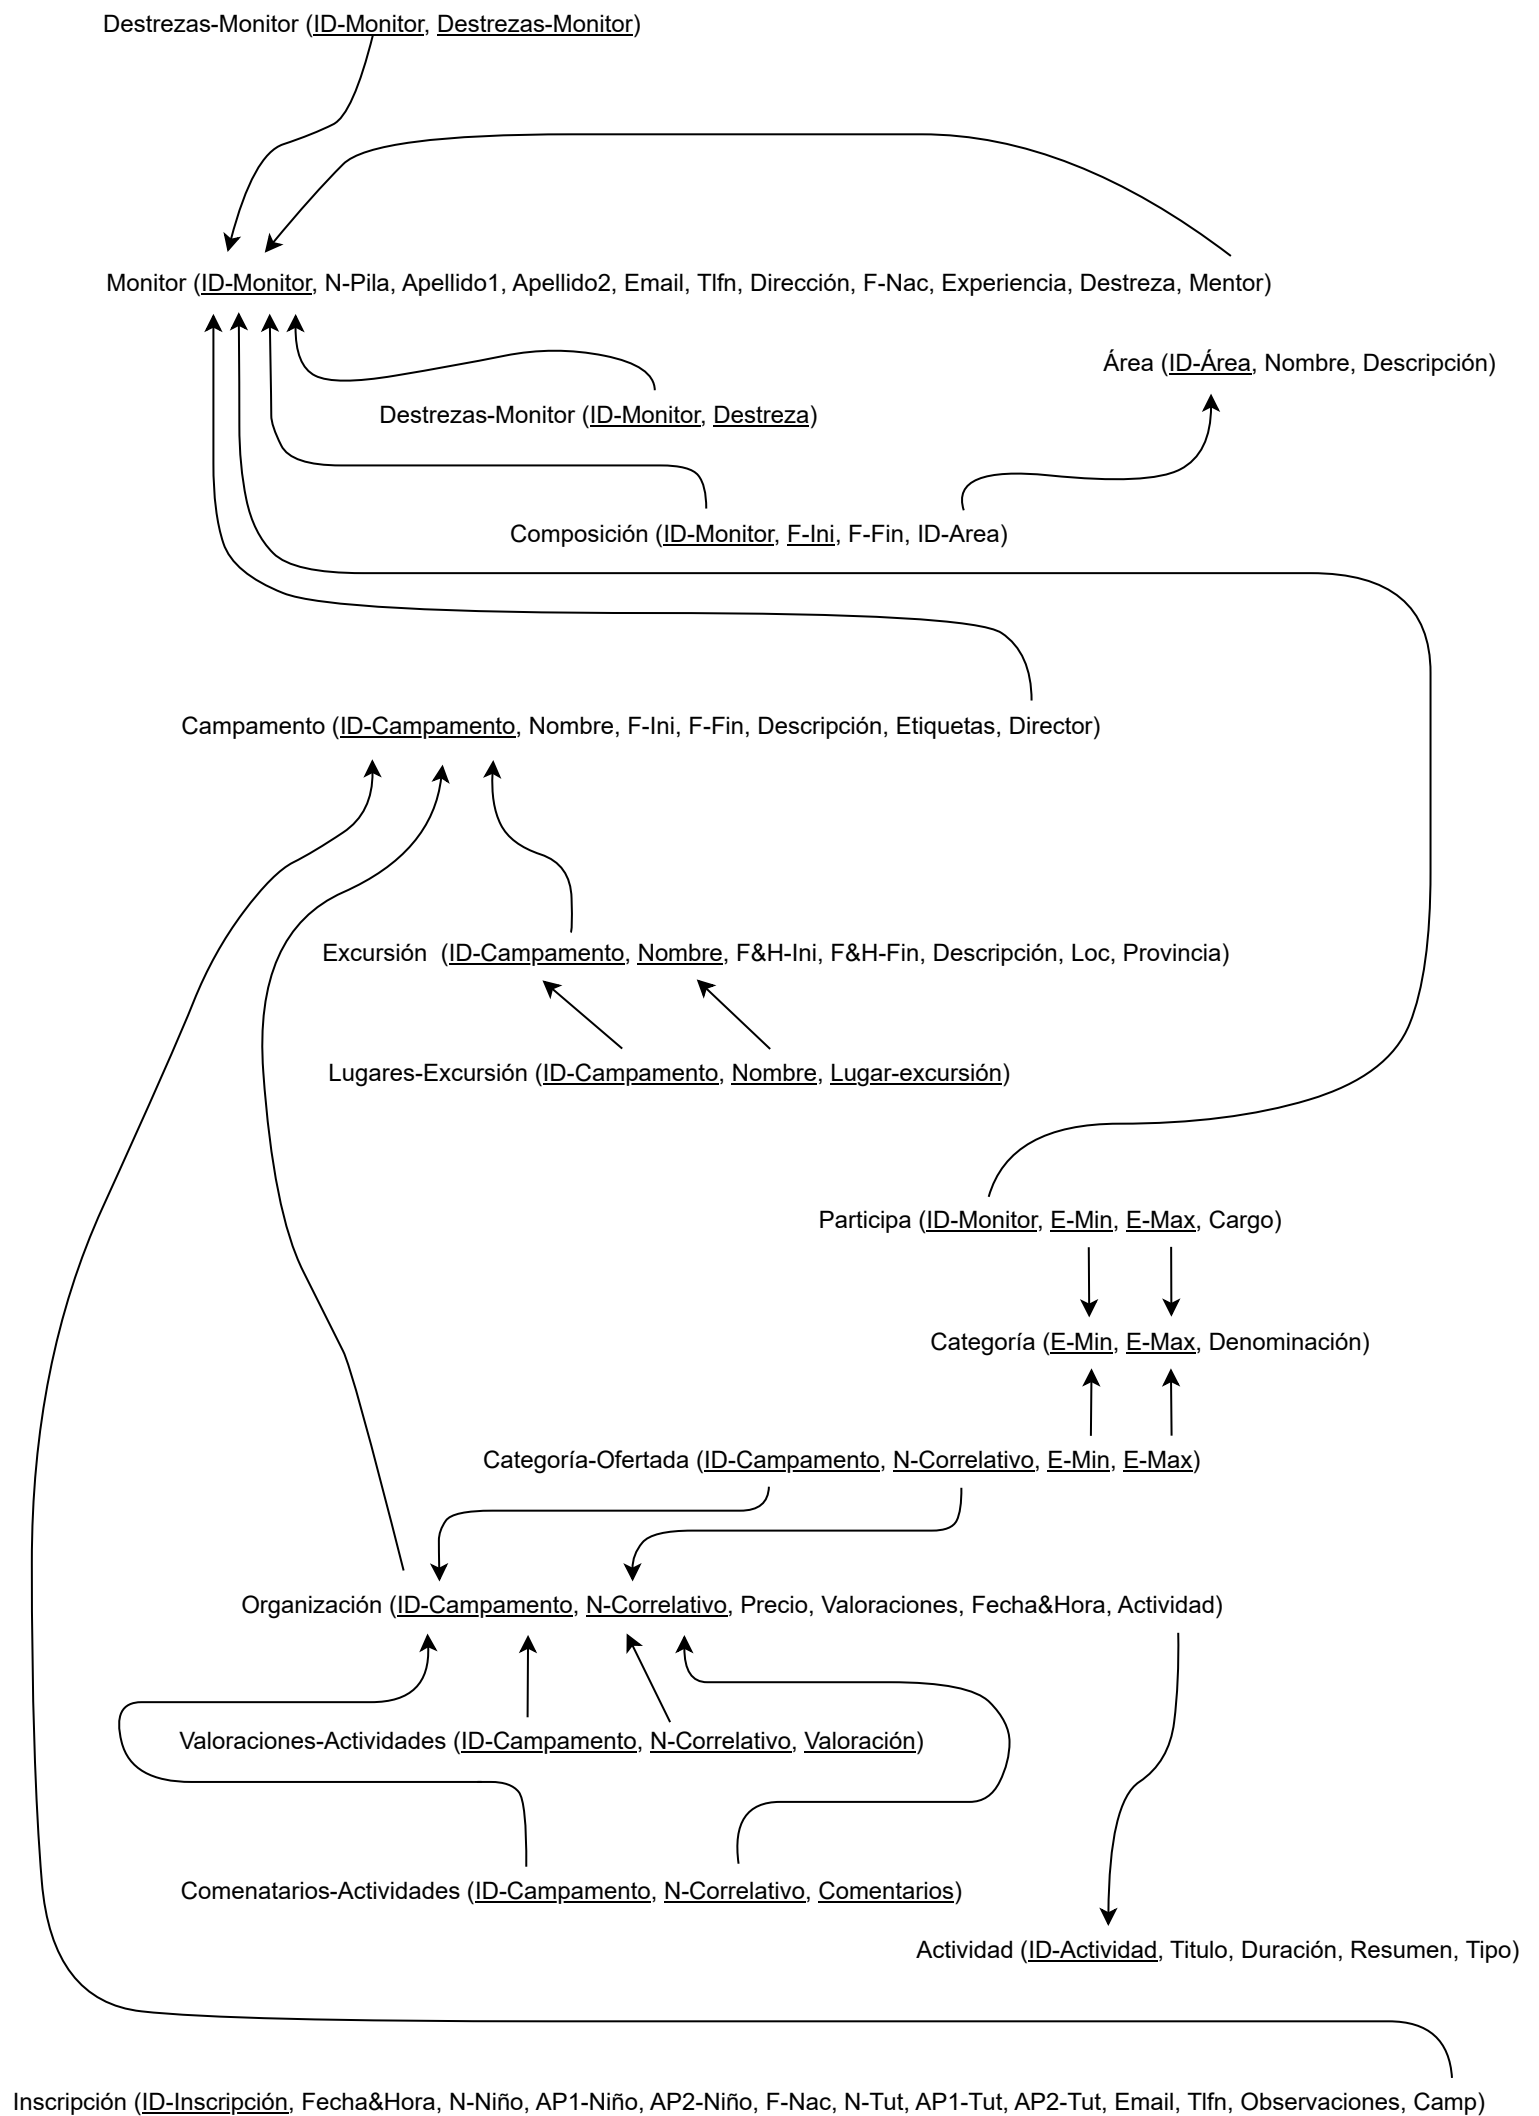 Destrezas-Monitor (ID-Monitor, Destrezas-Monitor)
Monitor (ID-Monitor, N-Pila, Apellido1, Apellido2, Email, Tlfn, Dirección, F-Nac, Experiencia, Destreza, Mentor)
Área (ID-Área, Nombre, Descripción)
Destrezas-Monitor (ID-Monitor, Destreza)
Composición (ID-Monitor, F-Ini, F-Fin, ID-Area)
Campamento (ID-Campamento, Nombre, F-Ini, F-Fin, Descripción, Etiquetas, Director)
Excursión (ID-Campamento, Nombre, F&H-Ini, F&H-Fin, Descripción, Loc, Provincia)
Lugares-Excursión (ID-Campamento, Nombre, Lugar-excursión)
Participa (ID-Monitor, E-Min, E-Max, Cargo)
Categoría (E-Min, E-Max, Denominación)
Categoría-Ofertada (ID-Campamento, N-Correlativo, E-Min, E-Max)
Organización (ID-Campamento, N-Correlativo, Precio, Valoraciones, Fecha&Hora, Actividad)
Valoraciones-Actividades (ID-Campamento, N-Correlativo, Valoración)
Comenatarios-Actividades (ID-Campamento, N-Correlativo, Comentarios)
Actividad (ID-Actividad, Titulo, Duración, Resumen, Tipo)
Inscripción (ID-Inscripción, Fecha&Hora, N-Niño, AP1-Niño, AP2-Niño, F-Nac, N-Tut, AP1-Tut, AP2-Tut, Email, Tlfn, Observaciones, Camp)